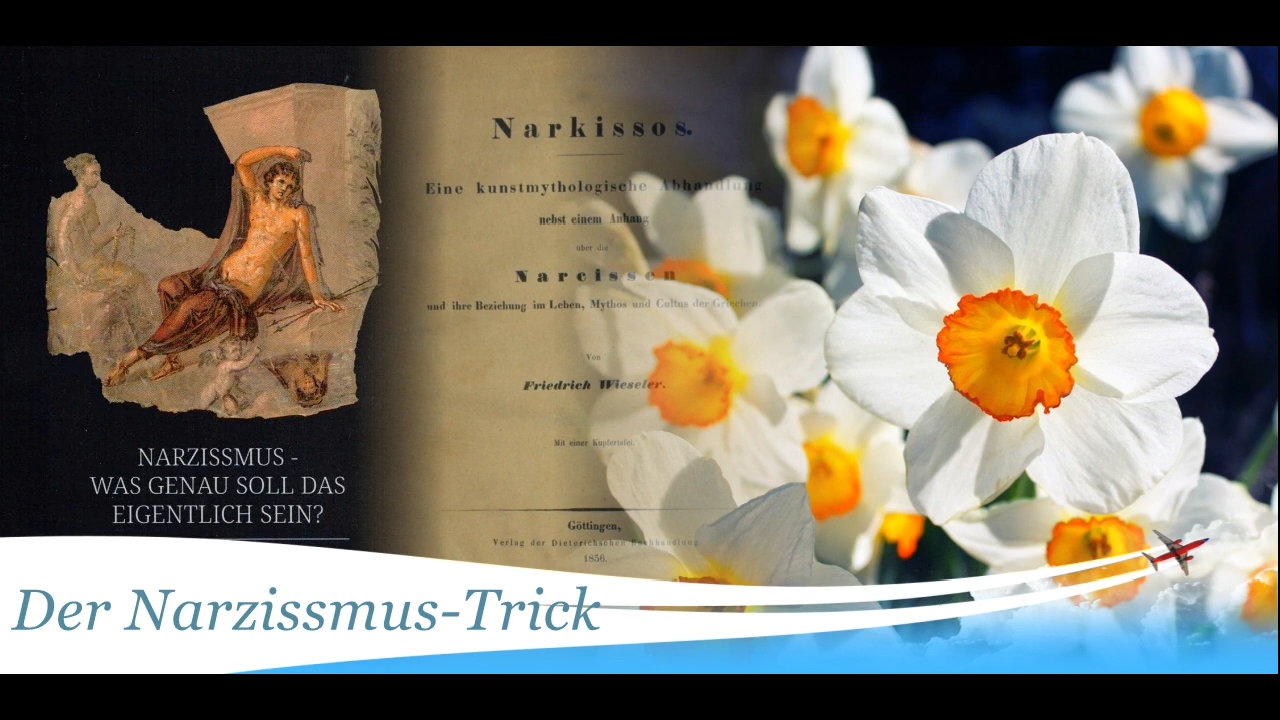 Narkissos.
Eine kunstmythologische Abhandlung
nebst einem Anhang
über die
Narcissen
und ihre Beziehung im Leben, Mythos und Cultus der Griechen.
Von
Friedrich Wieseler.
Mit einer Kupfertafel.
Göttingen,
Verlag der Dieterichschen Buchhandlung.
1856.
NARZISSMUS -
WAS GENAU SOLL DAS
EIGENTLICH SEIN?
Der Narzissmus-Trick